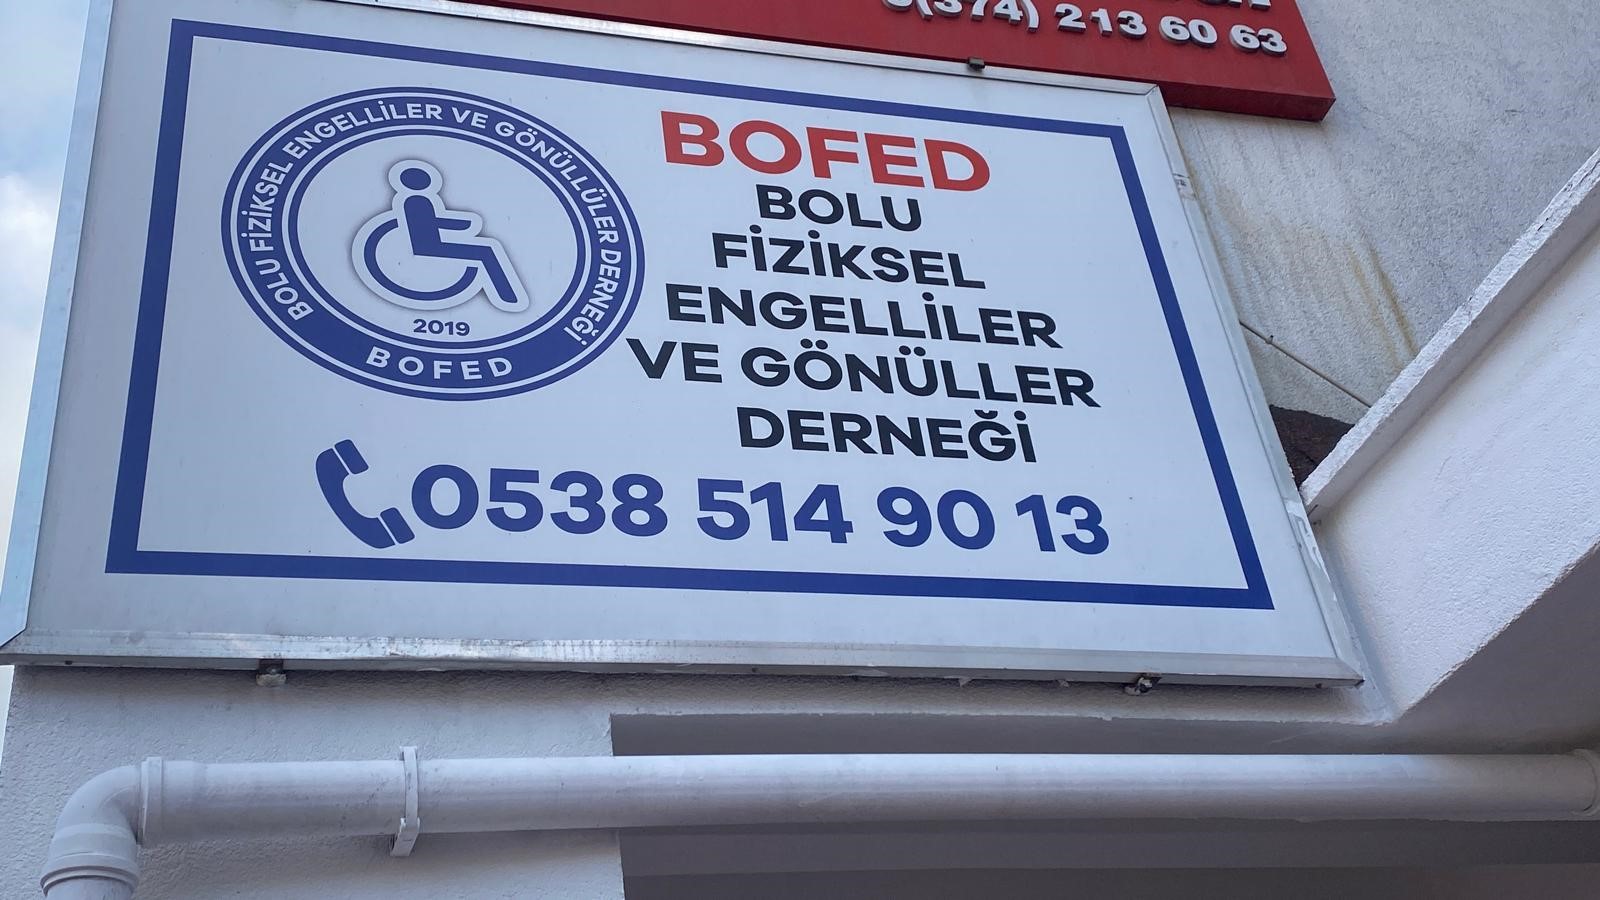 0(374) 213 60 63
BOLU FİZİKSEL ENGELLİLER VE GÖNÜLLÜLER DERNEĞİ
2019
BOFED
BOFED
BOLU
FİZİKSEL
ENGELLİLER
VE GÖNÜLLER
DERNEĞİ
0538 514 90 13